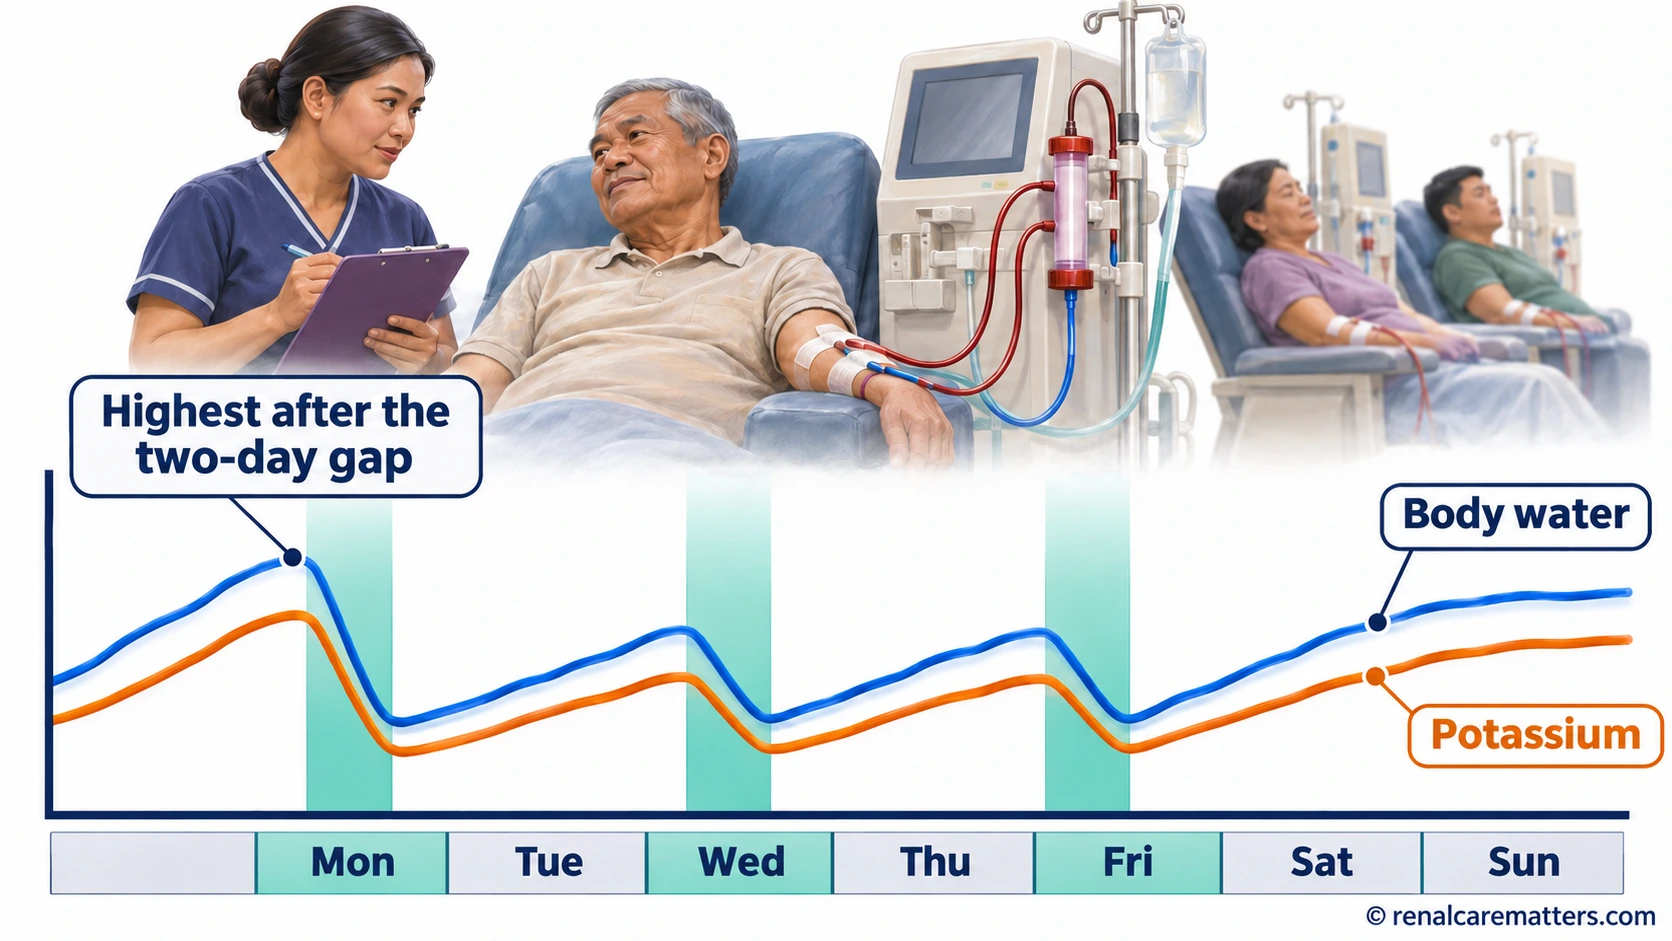 Highest after the
two-day gap
Body water
Potassium
Mon Tue Wed Thu Fri Sat Sun
© renalcarematters.com